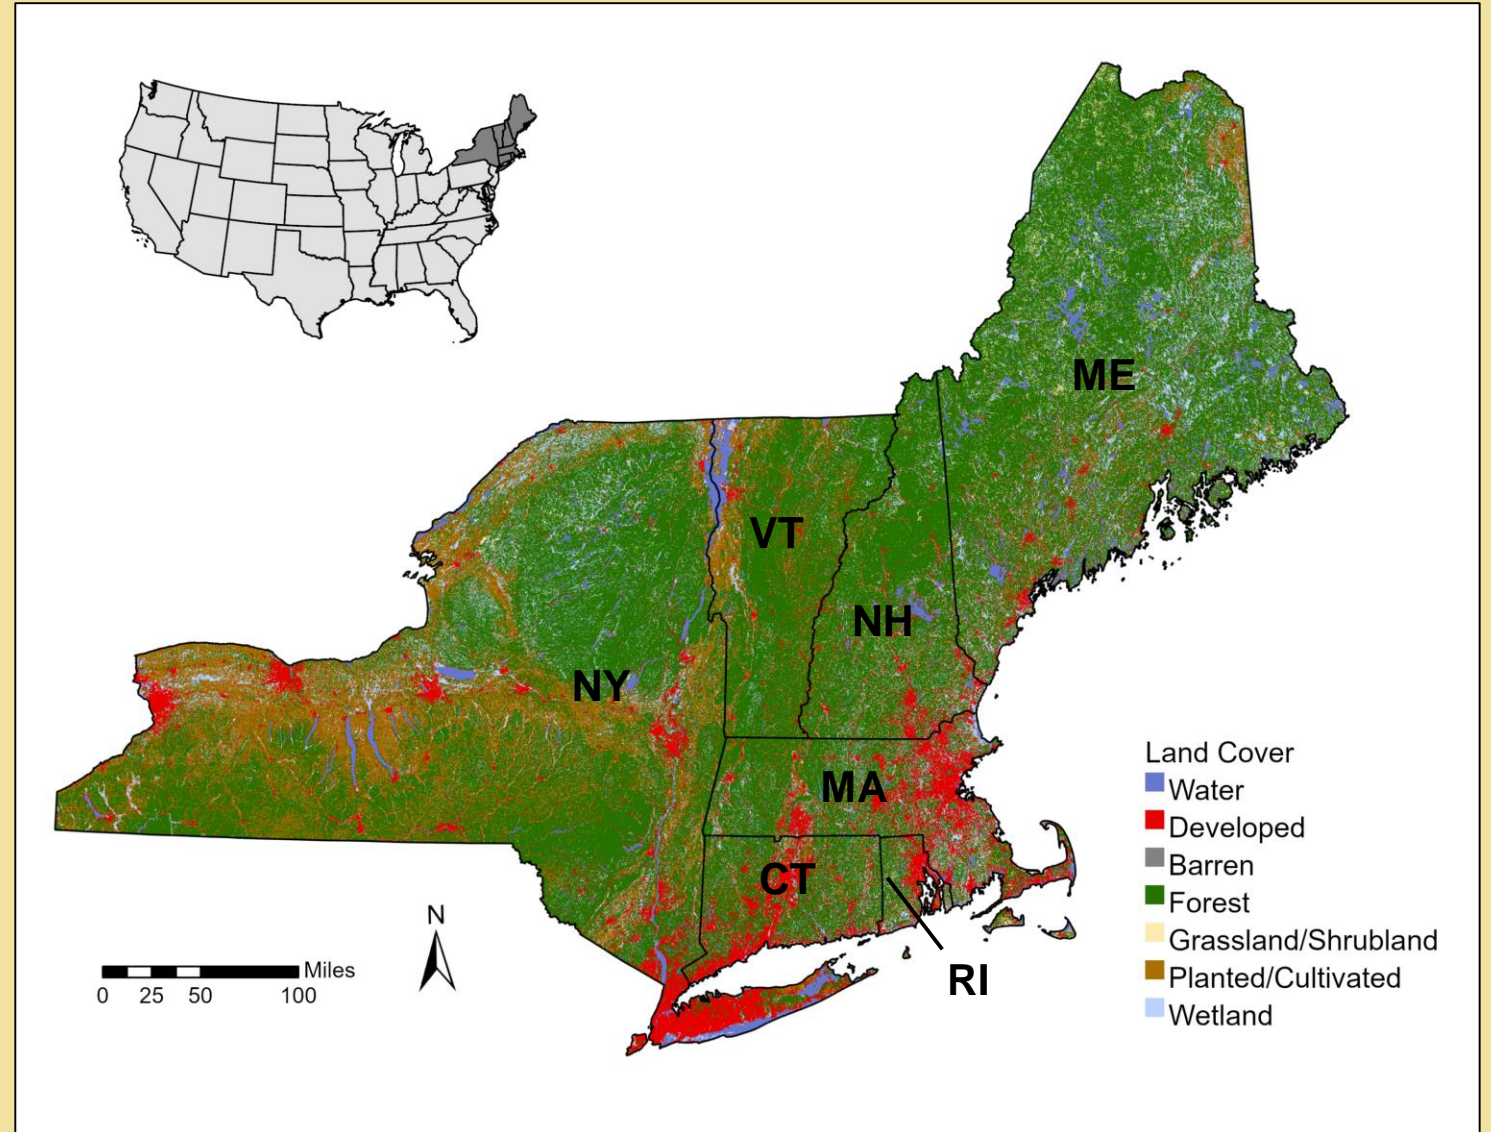 ME
VT
NH
NY
MA
CT
RI
Land Cover
Water
Developed
Barren
Forest
Grassland/Shrubland
Planted/Cultivated
Wetland
N
Miles
0 25 50 100